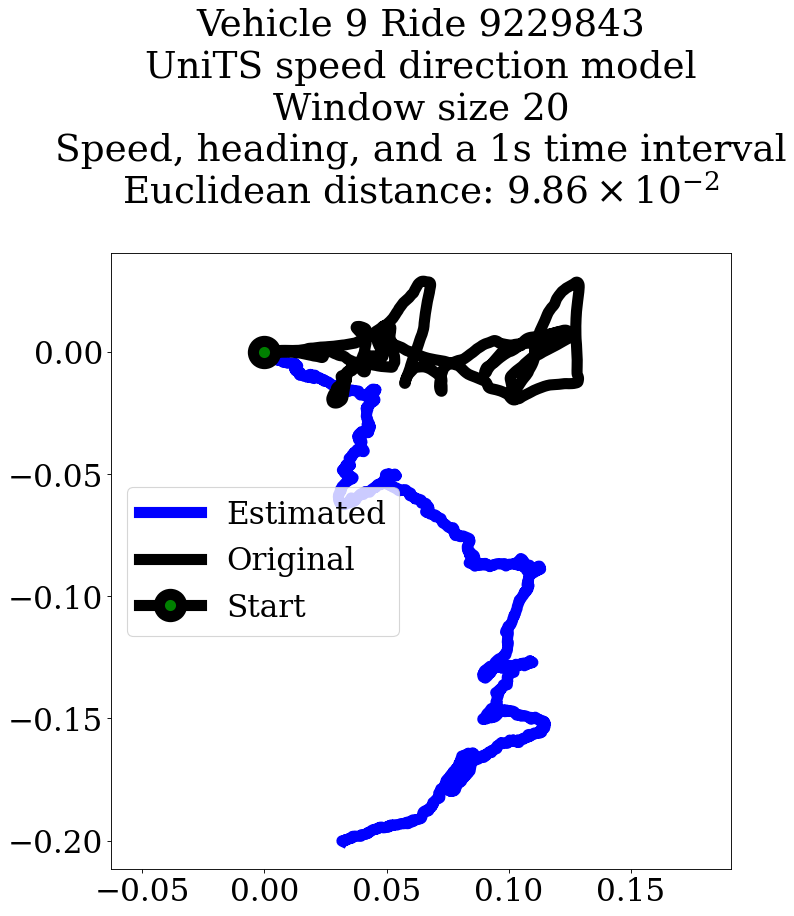 Vehicle 9 Ride 9229843
UniTS speed direction model
Window size 20
Speed, heading, and a 1s time interval
Euclidean distance: 9.86 × 10⁻²
0.00
−0.05
−0.10
−0.15
−0.20
Estimated
Original
Start
−0.05 0.00 0.05 0.10 0.15